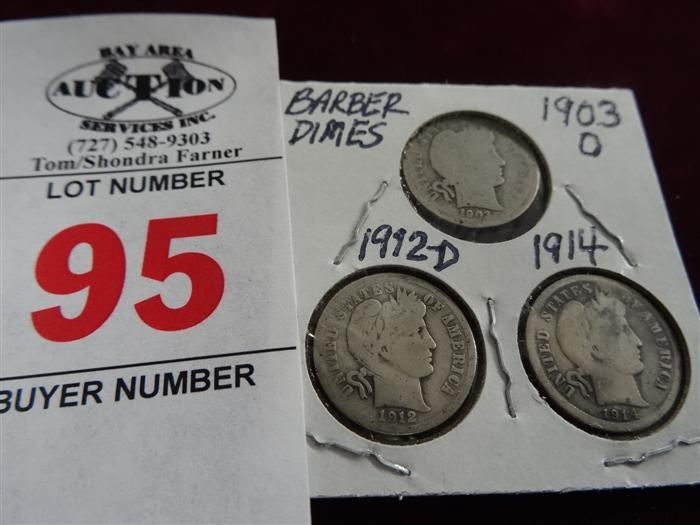 BAY AREA
AUCTION
SERVICES INC.
(727) 548-9303
Tom/Shondra Farner
LOT NUMBER
95
BUYER NUMBER
BARBER
DIMES
1903
O
1903
1912-D
UNITED STATES OF AMERICA
1912
1914
UNITED STATES OF AMERICA
1914